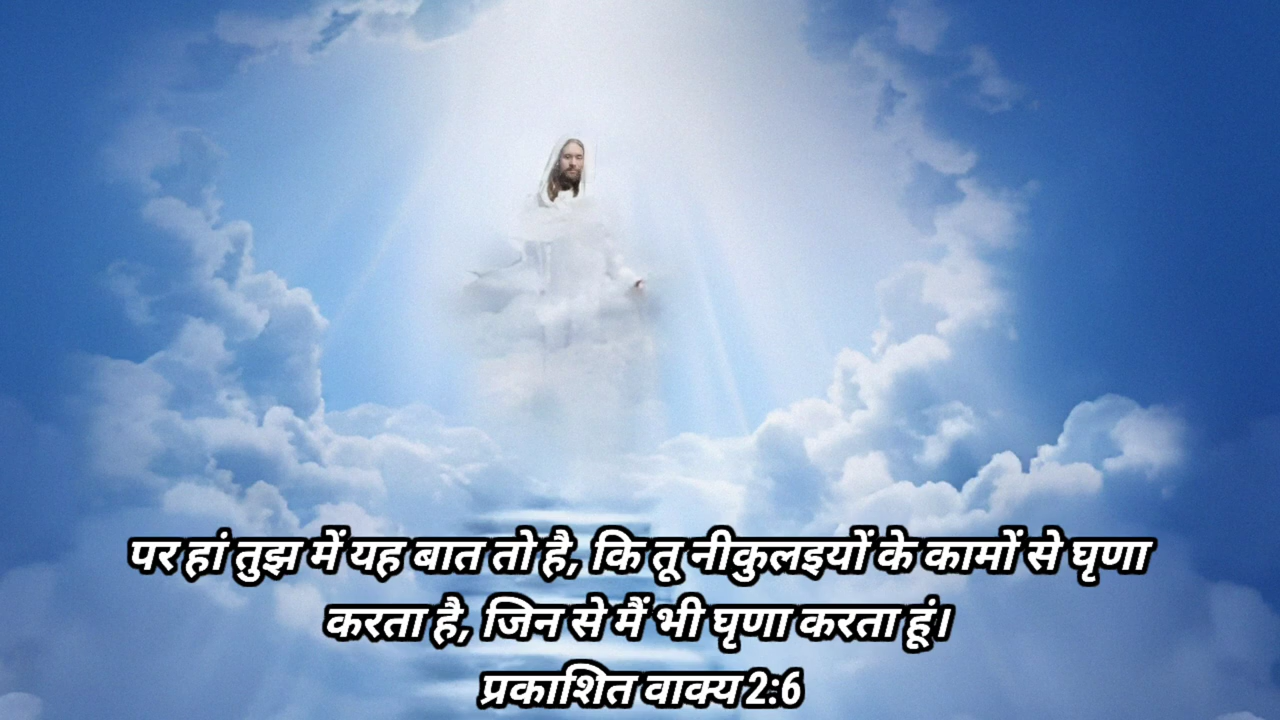 पर हां तुझ में यह बात तो है, कि तू नीकुलइयों के कामों से घृणा
करता है, जिन से मैं भी घृणा करता हूं।
प्रकाशित वाक्य 2:6